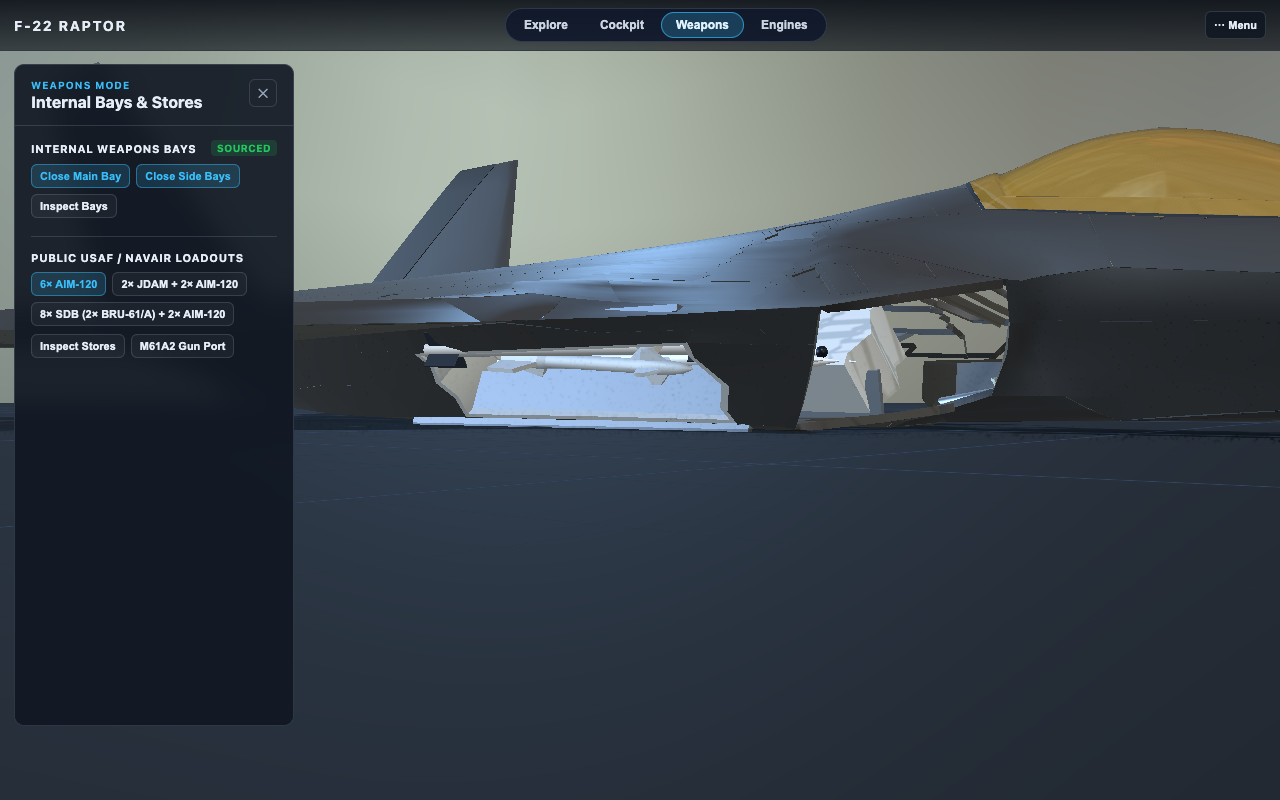 F-22 RAPTOR
Explore Cockpit Weapons Engines
··· Menu
WEAPONS MODE
Internal Bays & Stores
INTERNAL WEAPONS BAYS SOURCED
Close Main Bay Close Side Bays
Inspect Bays
PUBLIC USAF / NAVAIR LOADOUTS
6× AIM-120 2× JDAM + 2× AIM-120
8× SDB (2× BRU-61/A) + 2× AIM-120
Inspect Stores M61A2 Gun Port